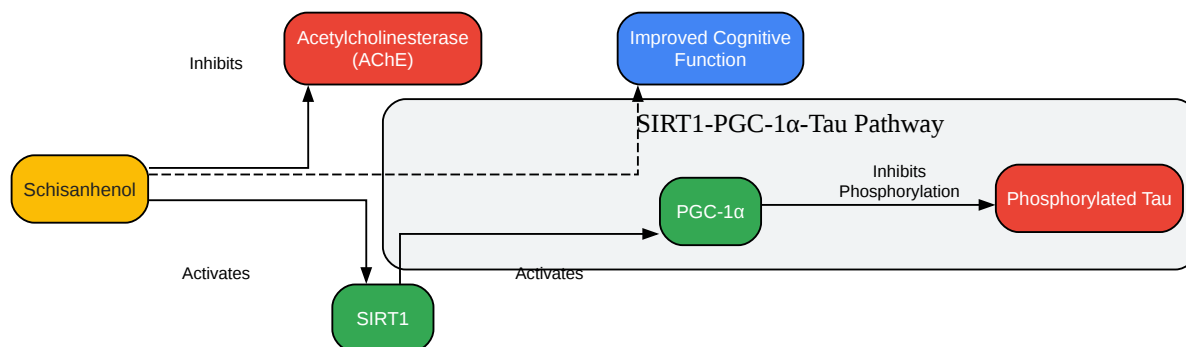 Acetylcholinesterase
(AChE)
Improved Cognitive
Function
Inhibits
SIRT1-PGC-1α-Tau Pathway
Schisanhenol
Inhibits
Phosphorylation
PGC-1α
Phosphorylated Tau
Activates
Activates
SIRT1